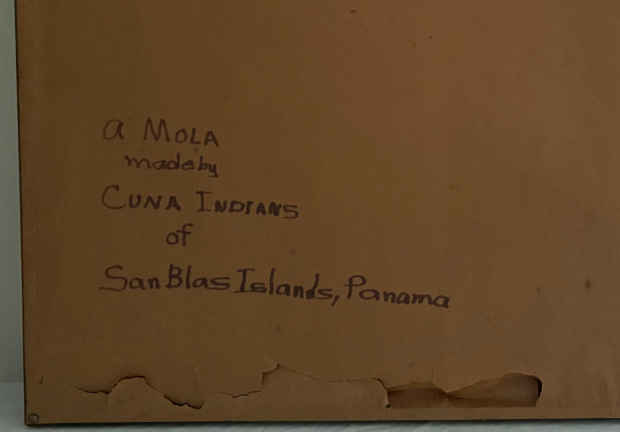 a MOLA
made by
CUNA INDIANS
of
San Blas Islands, Panama